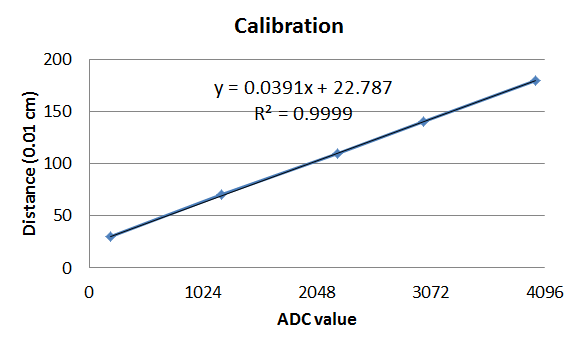 Calibration
200
y = 0.0391x + 22.787
R² = 0.9999
150
100
50
0
Distance (0.01 cm)
0 1024 2048 3072 4096
ADC value